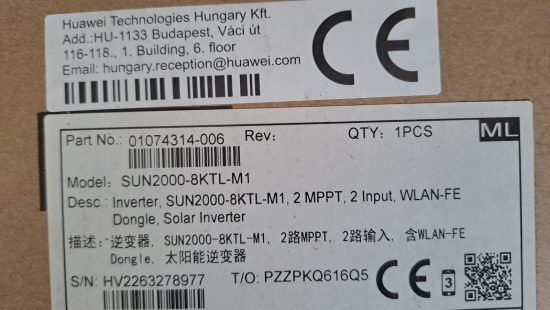 Huawei Technologies Hungary Kft.
Add.:HU-1133 Budapest, Váci út
116-118., 1. Building, 6. floor
Email: hungary.reception@huawei.com
CE
Part No.: 01074314-006 Rev: QTY: 1PCS ML
Model: SUN2000-8KTL-M1
Desc.: Inverter, SUN2000-8KTL-M1, 2 MPPT, 2 Input, WLAN-FE
Dongle, Solar Inverter
描述: 逆变器, SUN2000-8KTL-M1, 2路MPPT, 2路输入, 含WLAN-FE
Dongle, 太阳能逆变器
S/N: HV2263278977 T/O: PZZPKQ616Q5 CE 3